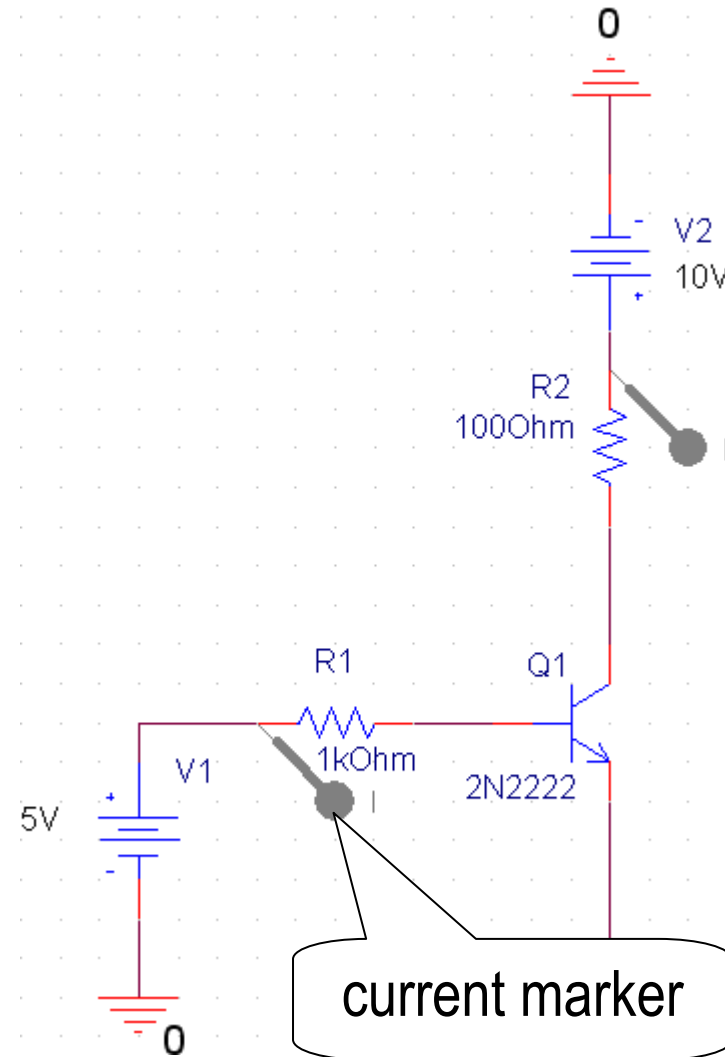 0
-
V2
10V
+
R2
100Ohm
I
R1
Q1
1kOhm
V1
2N2222
+
5V
I
-
current marker
0